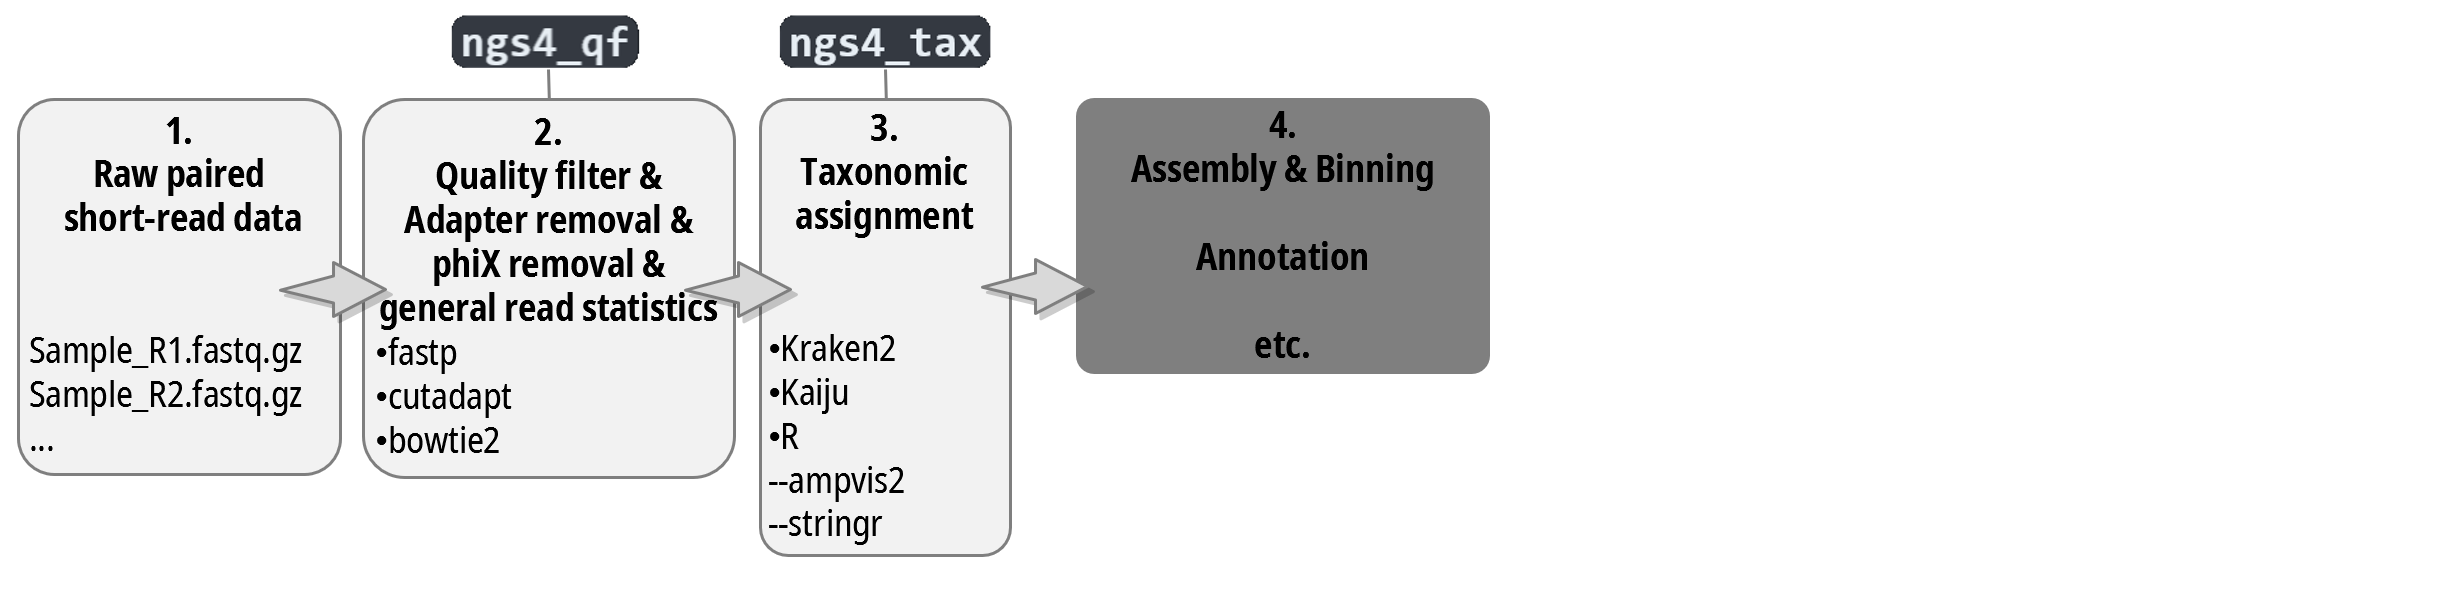 ngs4_qf
ngs4_tax
1.
Raw paired
short-read data
Sample_R1.fastq.gz
Sample_R2.fastq.gz
...
2.
Quality filter &
Adapter removal &
phiX removal &
general read statistics
•fastp
•cutadapt
•bowtie2
3.
Taxonomic
assignment
•Kraken2
•Kaiju
•R
--ampvis2
--stringr
4.
Assembly & Binning
Annotation
etc.